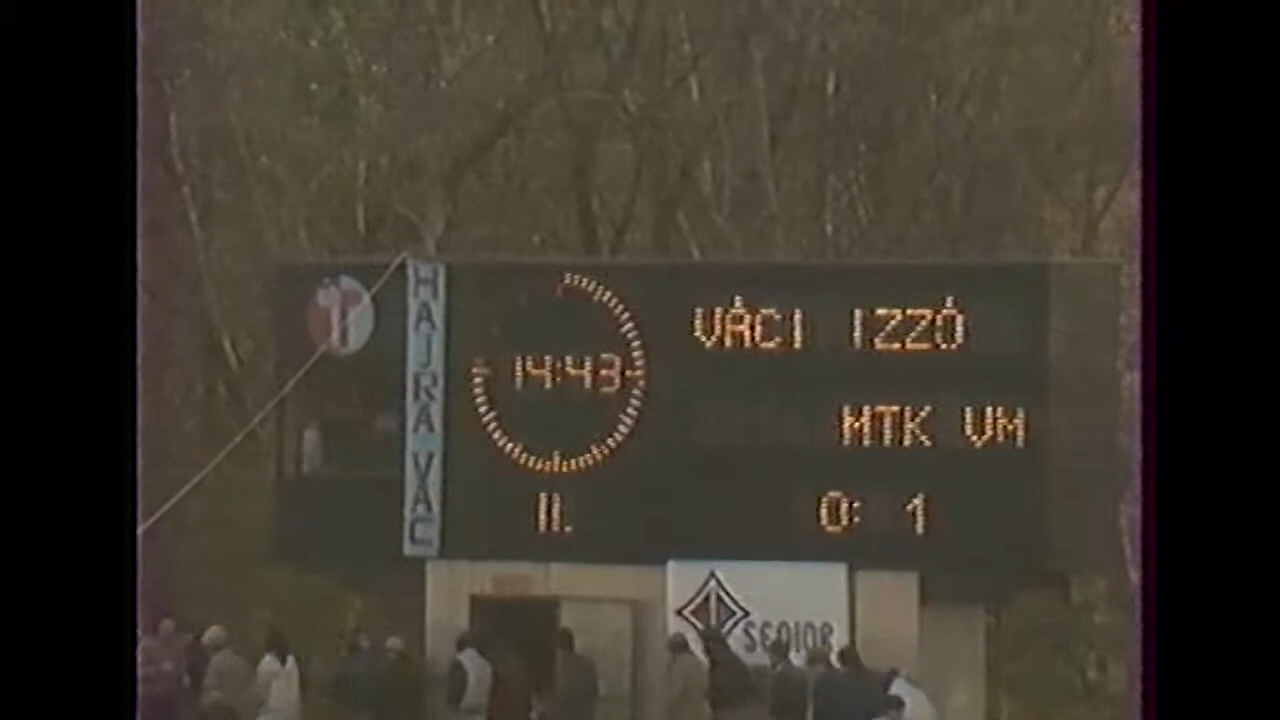 HAJRÁ VÁC
14:43
II.
VÁCI IZZÓ
MTK VM
0: 1
SENIOR